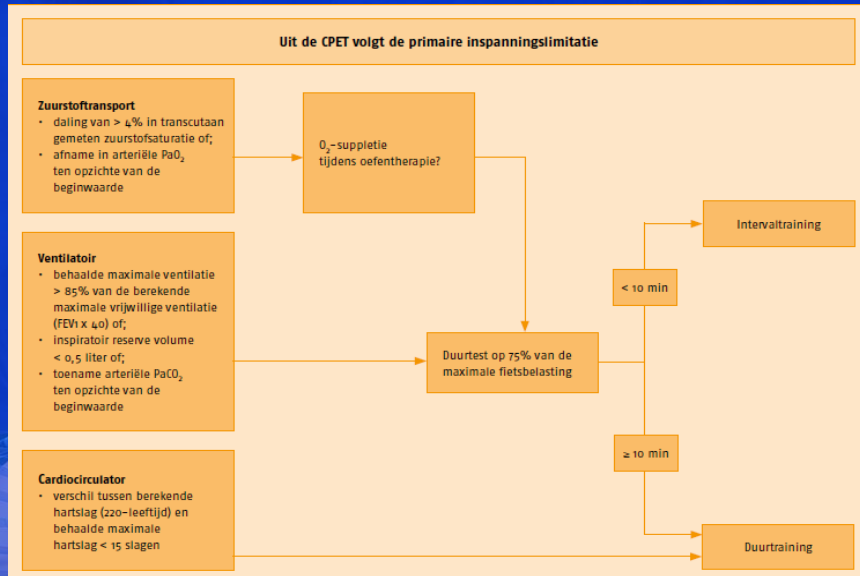 Uit de CPET volgt de primaire inspanningslimitatie
Zuurstoftransport
• daling van > 4% in transcutaan
gemeten zuurstofsaturatie of;
• afname in arteriële PaO₂
ten opzichte van de
beginwaarde
O₂-suppletie
tijdens oefentherapie?
Ventilatoir
• behaalde maximale ventilatie
> 85% van de berekende
maximale vrijwillige ventilatie
(FEV1 x 40) of;
• inspiratoir reserve volume
< 0,5 liter of;
• toename arteriële PaCO₂
ten opzichte van de
beginwaarde
Duurtest op 75% van de
maximale fietsbelasting
< 10 min
Intervaltraining
≥ 10 min
Duurtraining
Cardiocirculatoir
• verschil tussen berekende
hartslag (220-leeftijd) en
behaalde maximale
hartslag < 15 slagen